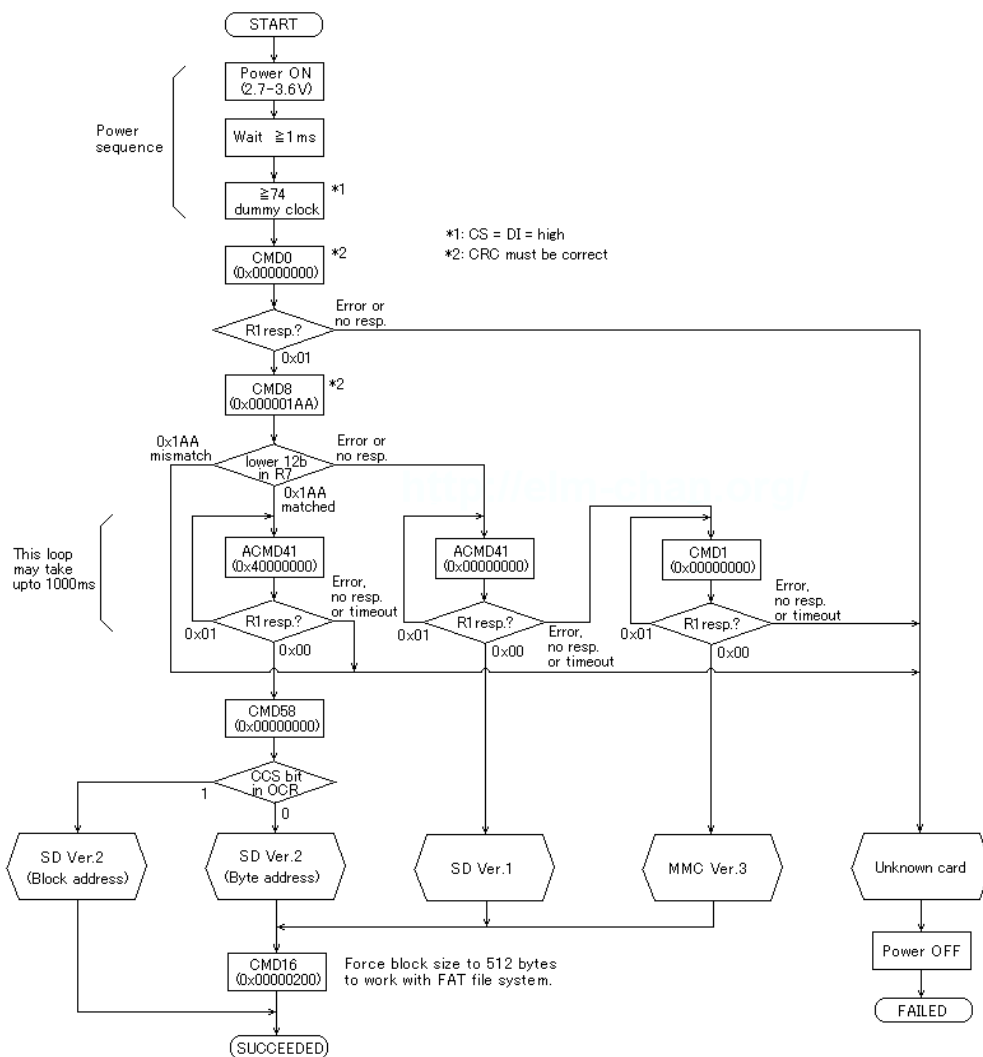 START
Power ON
(2.7-3.6V)
Power
sequence
Wait ≧1ms
≧74
dummy clock
*1
*1: CS = DI = high
*2: CRC must be correct
CMD0
(0x00000000)
*2
R1 resp.?
Error or
no resp.
0x01
CMD8
(0x000001AA)
*2
0x1AA
mismatch
lower 12b
in R7
Error or
no resp.
0x1AA
matched
This loop
may take
upto 1000ms
ACMD41
(0x40000000)
R1 resp.?
Error,
no resp.
or timeout
0x01
0x00
ACMD41
(0x00000000)
R1 resp.?
0x01
0x00
Error,
no resp.
or timeout
CMD1
(0x00000000)
R1 resp.?
Error,
no resp.
or timeout
0x01
0x00
CMD58
(0x00000000)
CCS bit
in OCR
1
0
SD Ver.2
(Block address)
SD Ver.2
(Byte address)
SD Ver.1
MMC Ver.3
Unknown card
CMD16
(0x00000200)
Force block size to 512 bytes
to work with FAT file system.
Power OFF
FAILED
SUCCEEDED